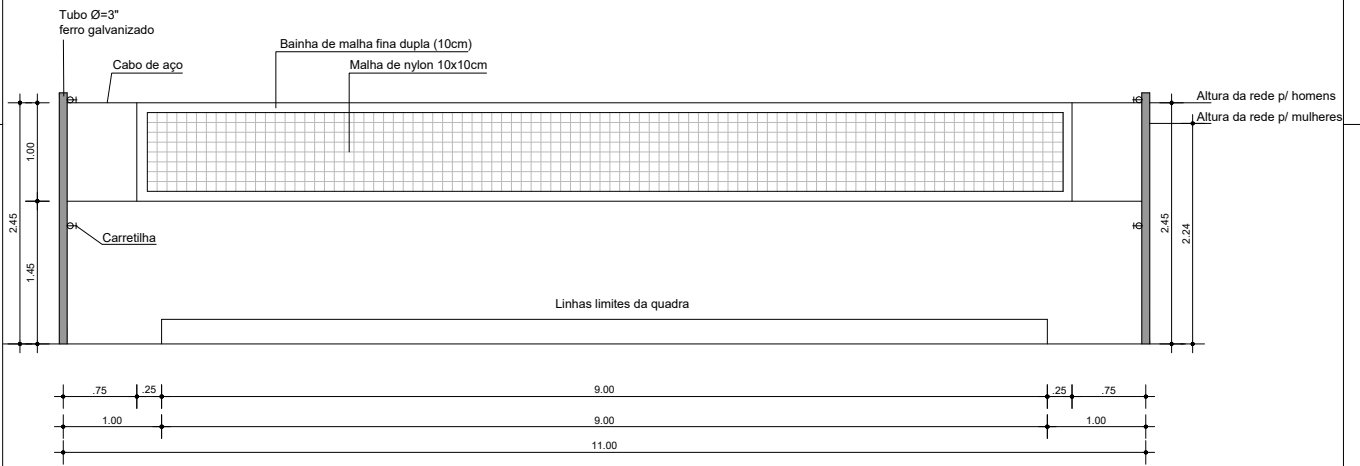 Tubo Ø=3"
ferro galvanizado
Bainha de malha fina dupla (10cm)
Cabo de aço
Malha de nylon 10x10cm
Altura da rede p/ homens
Altura da rede p/ mulheres
1.00
2.45
1.45
2.45
2.24
Carretilha
Linhas limites da quadra
.75
.25
9.00
.25
.75
1.00
9.00
1.00
11.00